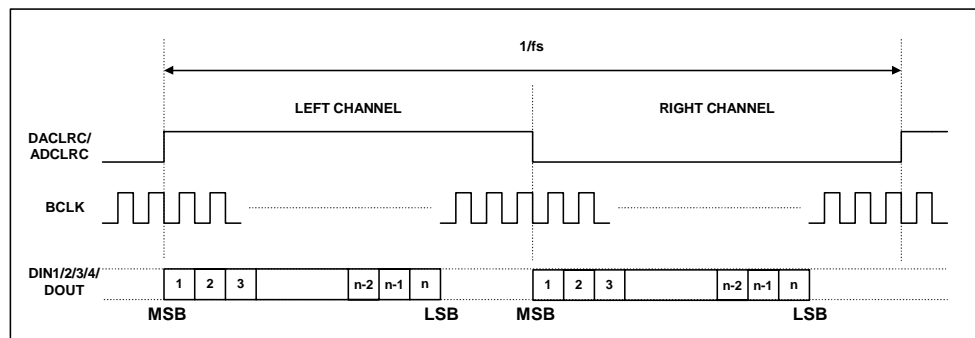 1/fs
LEFT CHANNEL RIGHT CHANNEL
DACLRC/
ADCLRC
BCLK
DIN1/2/3/4/
DOUT
1 2 3 n-2 n-1 n 1 2 3 n-2 n-1 n
MSB LSB MSB LSB